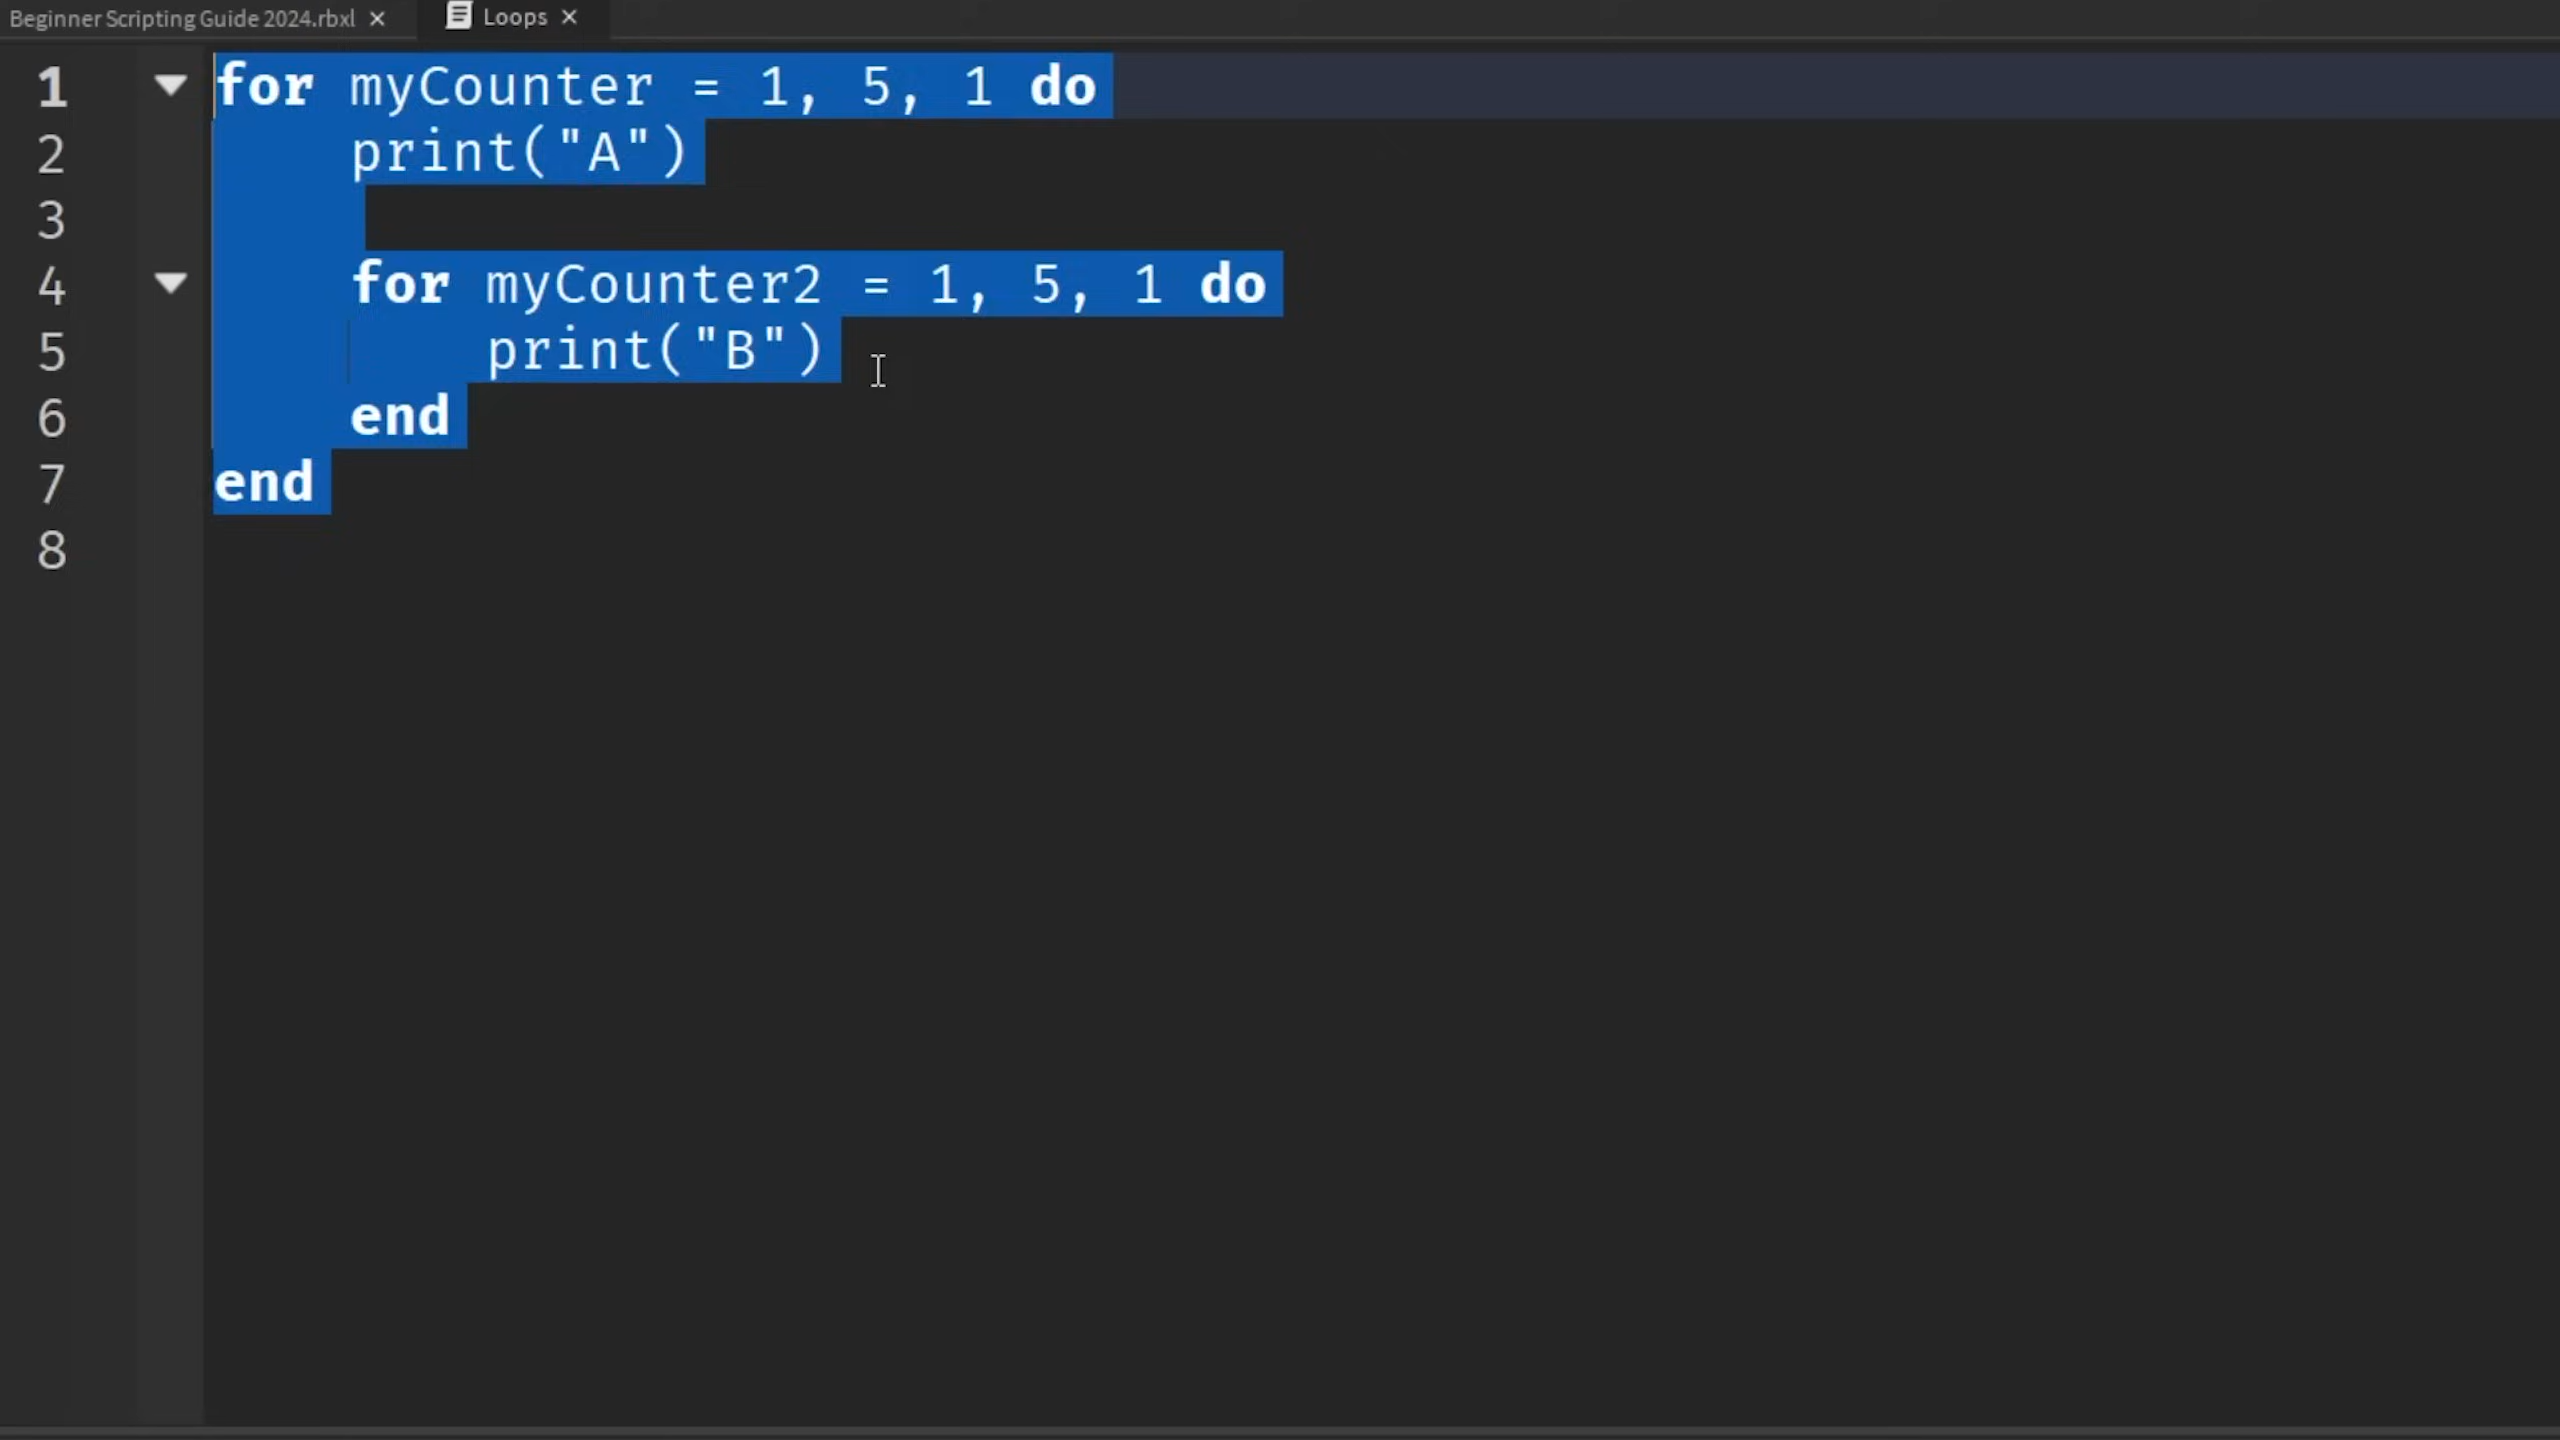 Beginner Scripting Guide 2024.rbxl × Loops ×
1 for myCounter = 1, 5, 1 do
2 print("A")
3
4 for myCounter2 = 1, 5, 1 do
5 print("B")
6 end
7 end
8